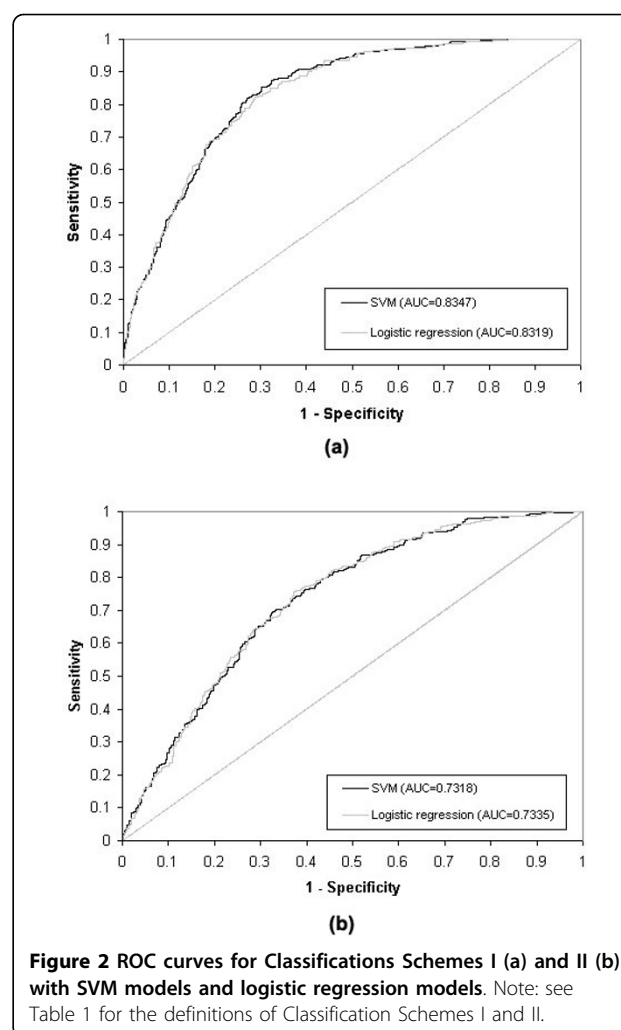 1
0.9
0.8
0.7
0.6
0.5
0.4
0.3
0.2
0.1
0
Sensitivity
SVM (AUC=0.8347)
Logistic regression (AUC=0.8319)
0 0.1 0.2 0.3 0.4 0.5 0.6 0.7 0.8 0.9 1
1 - Specificity
(a)
1
0.9
0.8
0.7
0.6
0.5
0.4
0.3
0.2
0.1
0
Sensitivity
SVM (AUC=0.7318)
Logistic regression (AUC=0.7335)
0 0.1 0.2 0.3 0.4 0.5 0.6 0.7 0.8 0.9 1
1 - Specificity
(b)
Figure 2 ROC curves for Classifications Schemes I (a) and II (b)
with SVM models and logistic regression models. Note: see
Table 1 for the definitions of Classification Schemes I and II.